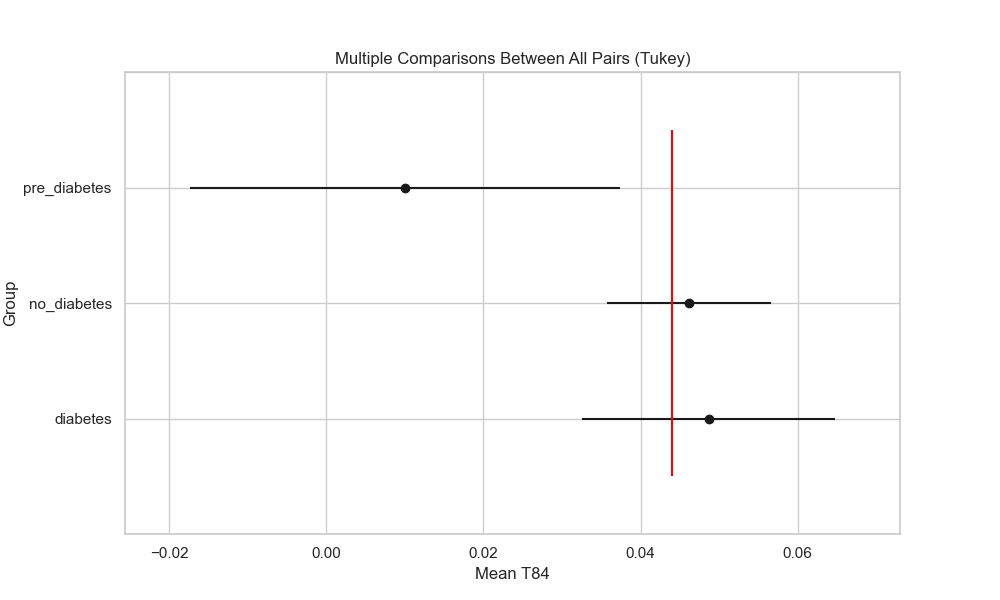 Multiple Comparisons Between All Pairs (Tukey)
pre_diabetes
no_diabetes
diabetes
Group
−0.02 0.00 0.02 0.04 0.06
Mean T84